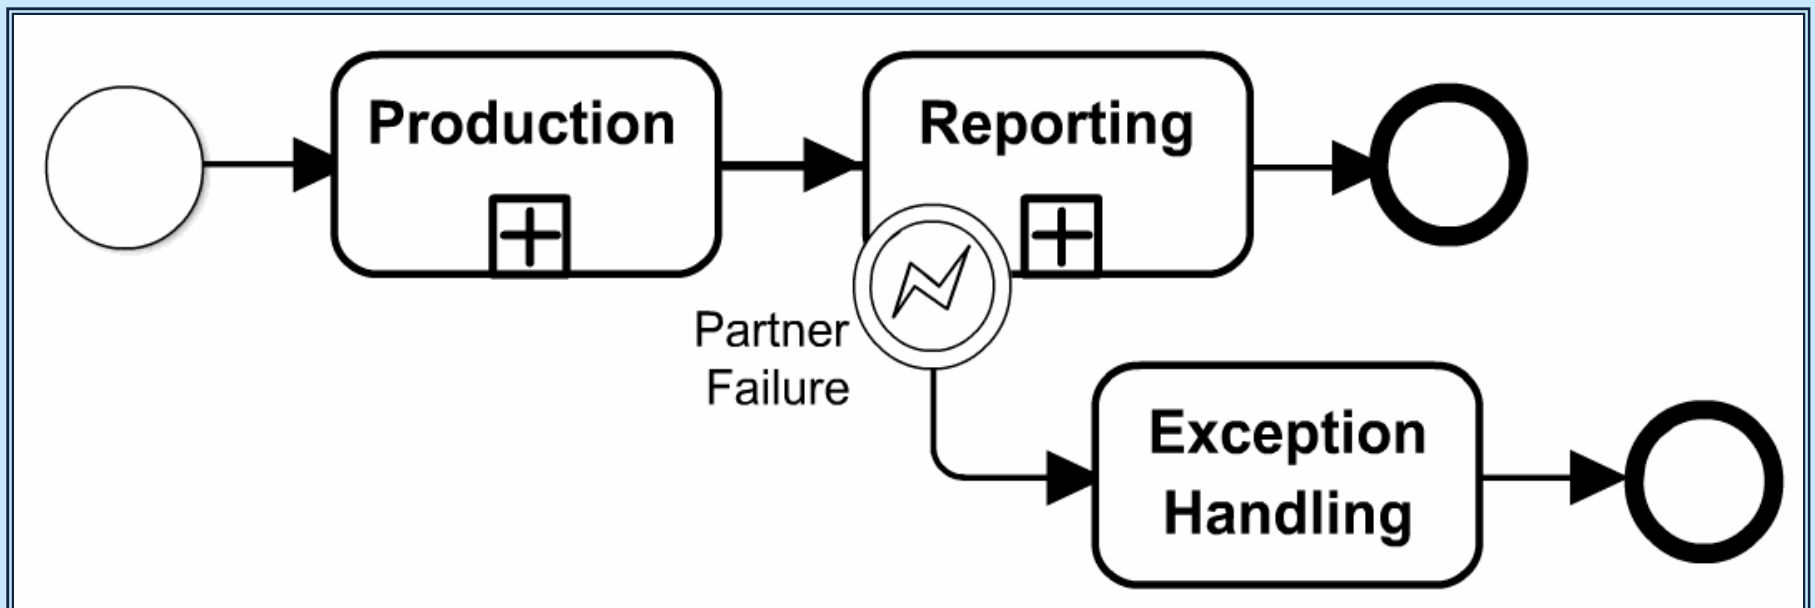 Production
Reporting
Partner
Failure
Exception
Handling